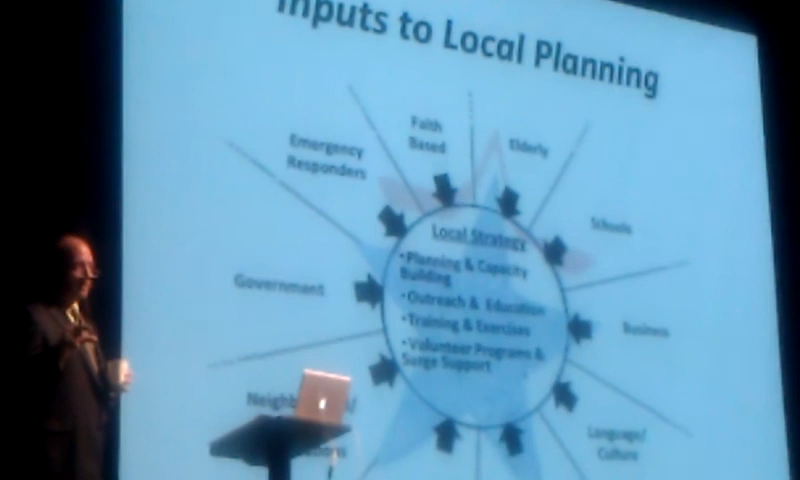 Inputs to Local Planning
Faith
Based
Elderly
Emergency
Responders
Schools
Local Strategy
•Planning & Capacity
Building
Government
•Outreach & Education
•Training & Exercises
Business
•Volunteer Programs &
Surge Support
Language/
Culture